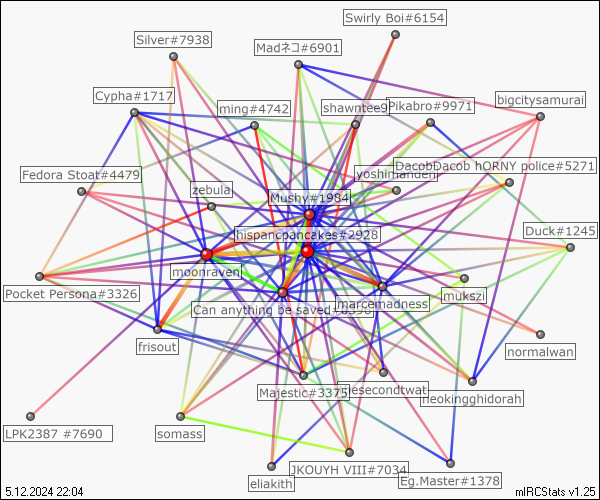 Swirly Boi#6154
Silver#7938
Madネコ#6901
Cypha#1717
ming#4742
shawntee9
Pikabro#9971
bigcitysamurai
DacobDacob hORNY police#5271
Fedora Stoat#4479
zebula
Mushy#1984
hispancpancakes#2928
Duck#1245
moonraven
Pocket Persona#3326
Can anything be saved
marcemadness
mukszi
frisout
normalwan
Majestic#3375
neokingghidorah
LPK2387 #7690
somass
JKOUYH VIII#7034
eliakith
Eg.Master#1378
5.12.2024 22:04
mIRCStats v1.25